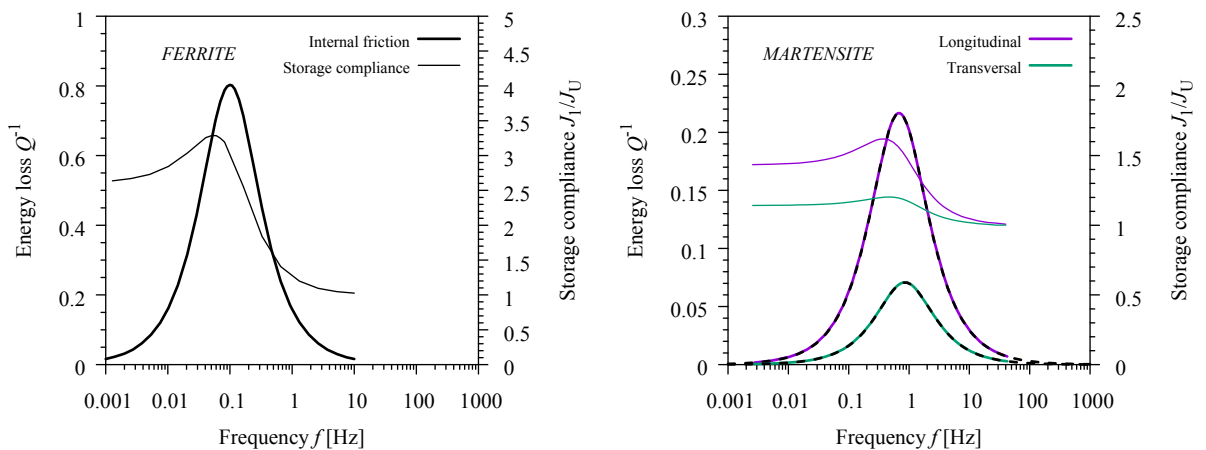 FERRITE
Internal friction
Storage compliance
Energy loss Q⁻¹
1
0.8
0.6
0.4
0.2
0
5
4.5
4
3.5
3
2.5
2
1.5
1
0.5
0
Storage compliance J₁/J_U
0.001 0.01 0.1 1 10 100 1000
Frequency f [Hz]
MARTENSITE
Longitudinal
Transversal
Energy loss Q⁻¹
0.3
0.25
0.2
0.15
0.1
0.05
0
2.5
2
1.5
1
0.5
0
Storage compliance J₁/J_U
0.001 0.01 0.1 1 10 100 1000
Frequency f [Hz]